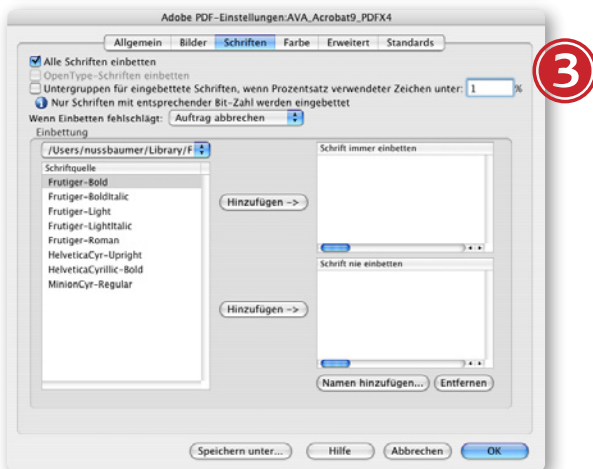 Adobe PDF-Einstellungen:AVA_Acrobat9_PDFX4
Allgemein Bilder Schriften Farbe Erweitert Standards
Alle Schriften einbetten
OpenType-Schriften einbetten
Untergruppen für eingebettete Schriften, wenn Prozentsatz verwendeter Zeichen unter: 1 %
Nur Schriften mit entsprechender Bit-Zahl werden eingebettet
Wenn Einbetten fehlschlägt: Auftrag abbrechen
Einbettung
/Users/nussbaumer/Library/F
Schriftquelle
Frutiger-Bold
Frutiger-BoldItalic
Frutiger-Light
Frutiger-LightItalic
Frutiger-Roman
HelveticaCyr-Upright
HelveticaCyrillic-Bold
MinionCyr-Regular
Hinzufügen ->
Schrift immer einbetten
Hinzufügen ->
Schrift nie einbetten
Namen hinzufügen... Entfernen
Speichern unter... Hilfe Abbrechen OK
3